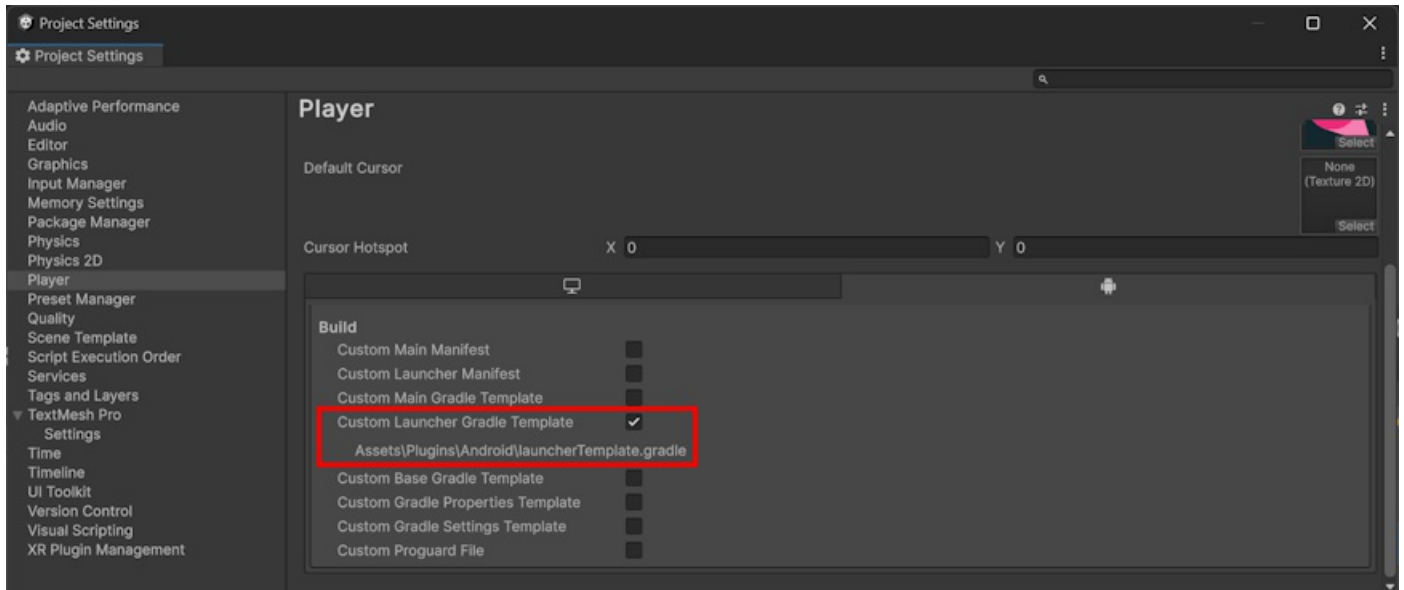 Project Settings
Project Settings
Adaptive Performance
Audio
Editor
Graphics
Input Manager
Memory Settings
Package Manager
Physics
Physics 2D
Player
Preset Manager
Quality
Scene Template
Script Execution Order
Services
Tags and Layers
TextMesh Pro
Settings
Time
Timeline
UI Toolkit
Version Control
Visual Scripting
XR Plugin Management
Player
Select
Default Cursor
None
(Texture 2D)
Select
Cursor Hotspot X 0 Y 0
Build
Custom Main Manifest
Custom Launcher Manifest
Custom Main Gradle Template
Custom Launcher Gradle Template
Assets\Plugins\Android\launcherTemplate.gradle
Custom Base Gradle Template
Custom Gradle Properties Template
Custom Gradle Settings Template
Custom Proguard File